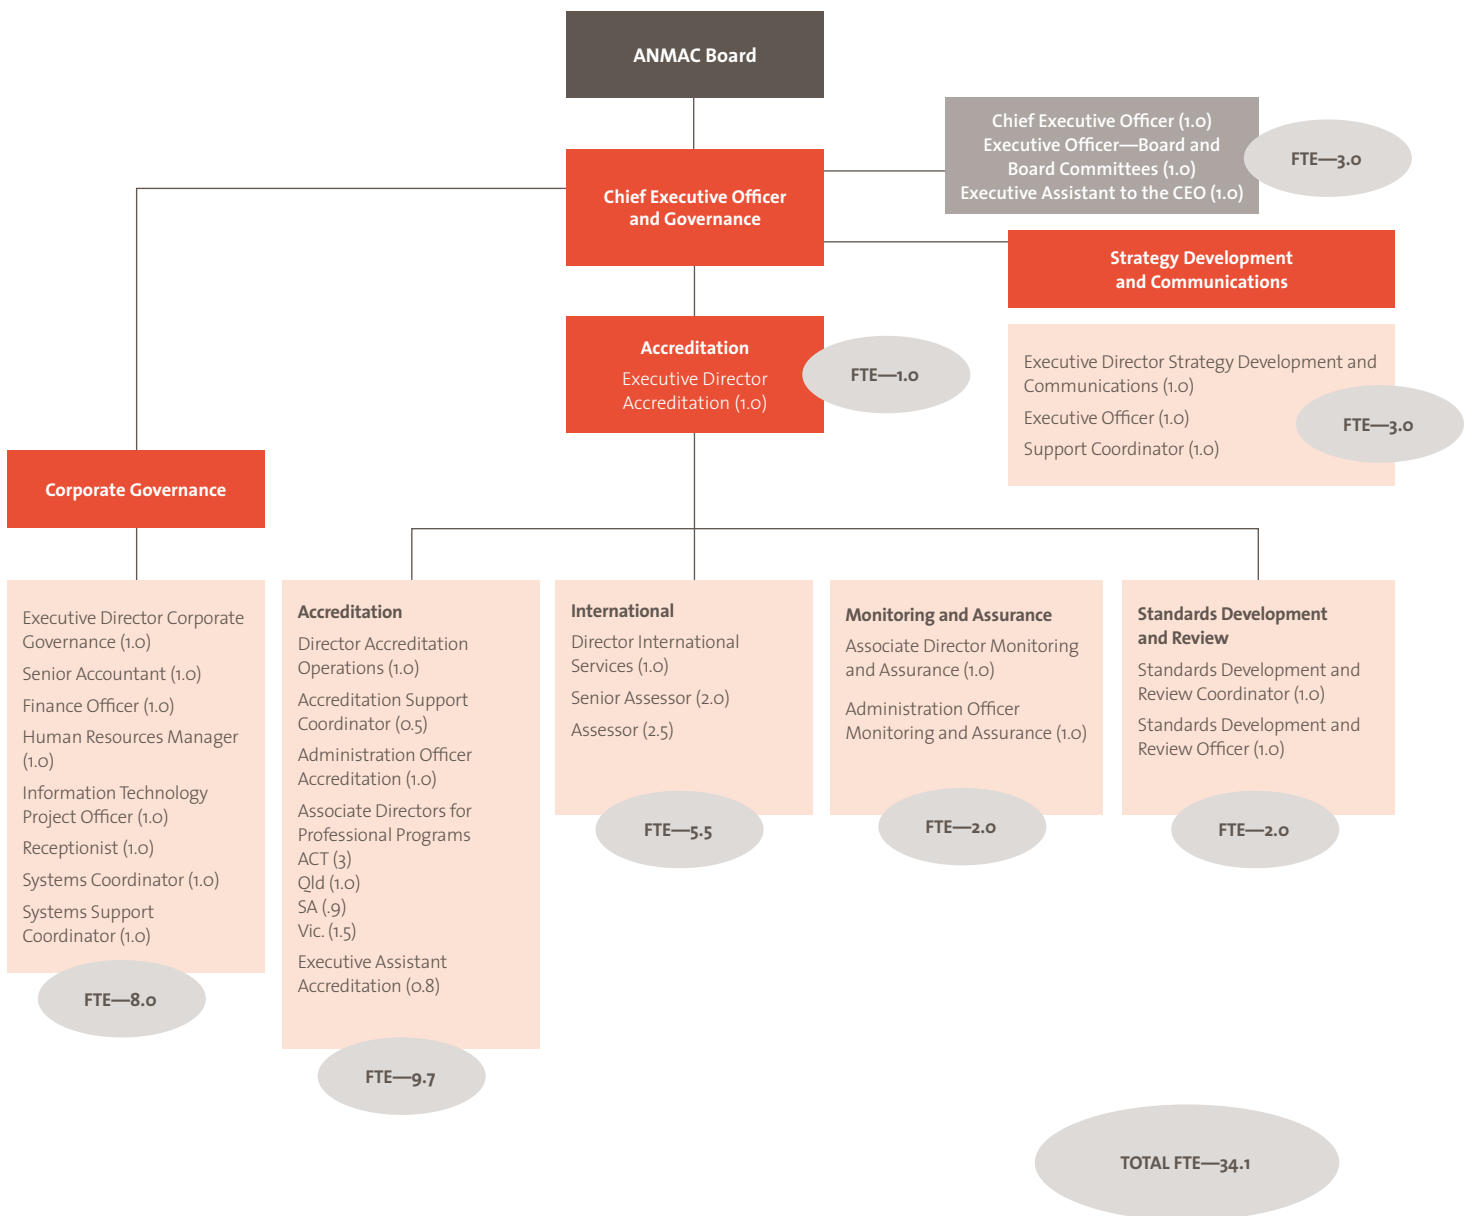 ANMAC Board
Chief Executive Officer (1.0)
Executive Officer—Board and
Board Committees (1.0)
Executive Assistant to the CEO (1.0)
FTE—3.0
Chief Executive Officer
and Governance
Strategy Development
and Communications
Executive Director Strategy Development and
Communications (1.0)
Executive Officer (1.0)
Support Coordinator (1.0)
FTE—3.0
Accreditation
Executive Director
Accreditation (1.0)
FTE—1.0
Corporate Governance
Executive Director Corporate
Governance (1.0)
Senior Accountant (1.0)
Finance Officer (1.0)
Human Resources Manager
(1.0)
Information Technology
Project Officer (1.0)
Receptionist (1.0)
Systems Coordinator (1.0)
Systems Support
Coordinator (1.0)
FTE—8.0
Accreditation
Director Accreditation
Operations (1.0)
Accreditation Support
Coordinator (0.5)
Administration Officer
Accreditation (1.0)
Associate Directors for
Professional Programs
ACT (3)
Qld (1.0)
SA (.9)
Vic. (1.5)
Executive Assistant
Accreditation (0.8)
FTE—9.7
International
Director International
Services (1.0)
Senior Assessor (2.0)
Assessor (2.5)
FTE—5.5
Monitoring and Assurance
Associate Director Monitoring
and Assurance (1.0)
Administration Officer
Monitoring and Assurance (1.0)
FTE—2.0
Standards Development
and Review
Standards Development and
Review Coordinator (1.0)
Standards Development and
Review Officer (1.0)
FTE—2.0
TOTAL FTE—34.1